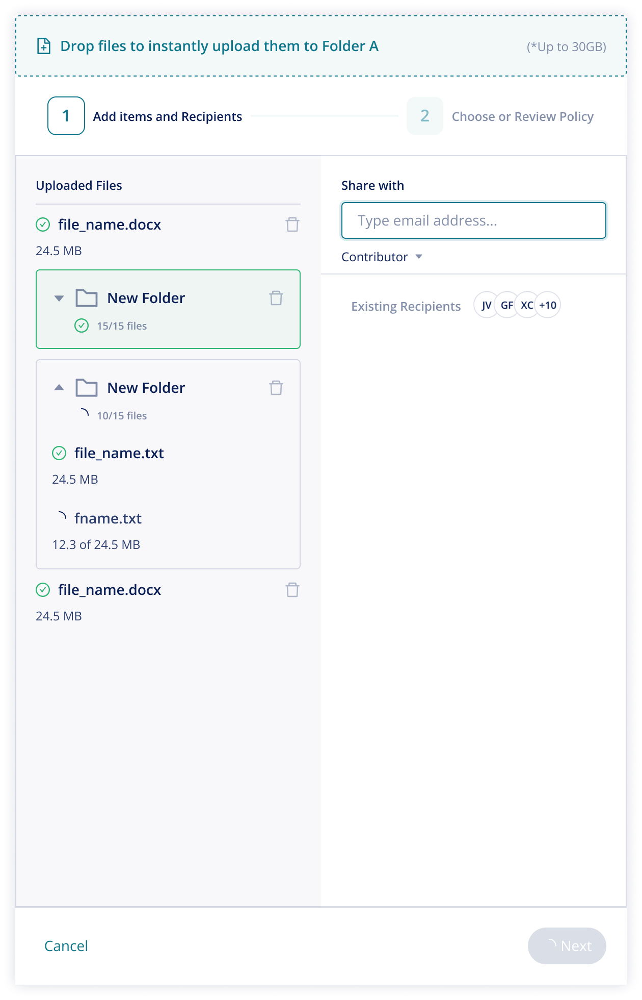 Drop files to instantly upload them to Folder A
(*Up to 30GB)
1
Add items and Recipients
2
Choose or Review Policy
Uploaded Files
file_name.docx
24.5 MB
New Folder
15/15 files
New Folder
10/15 files
file_name.txt
24.5 MB
fname.txt
12.3 of 24.5 MB
file_name.docx
24.5 MB
Share with
Type email address...
Contributor
Existing Recipients
JV
GF
XC
+10
Cancel
Next